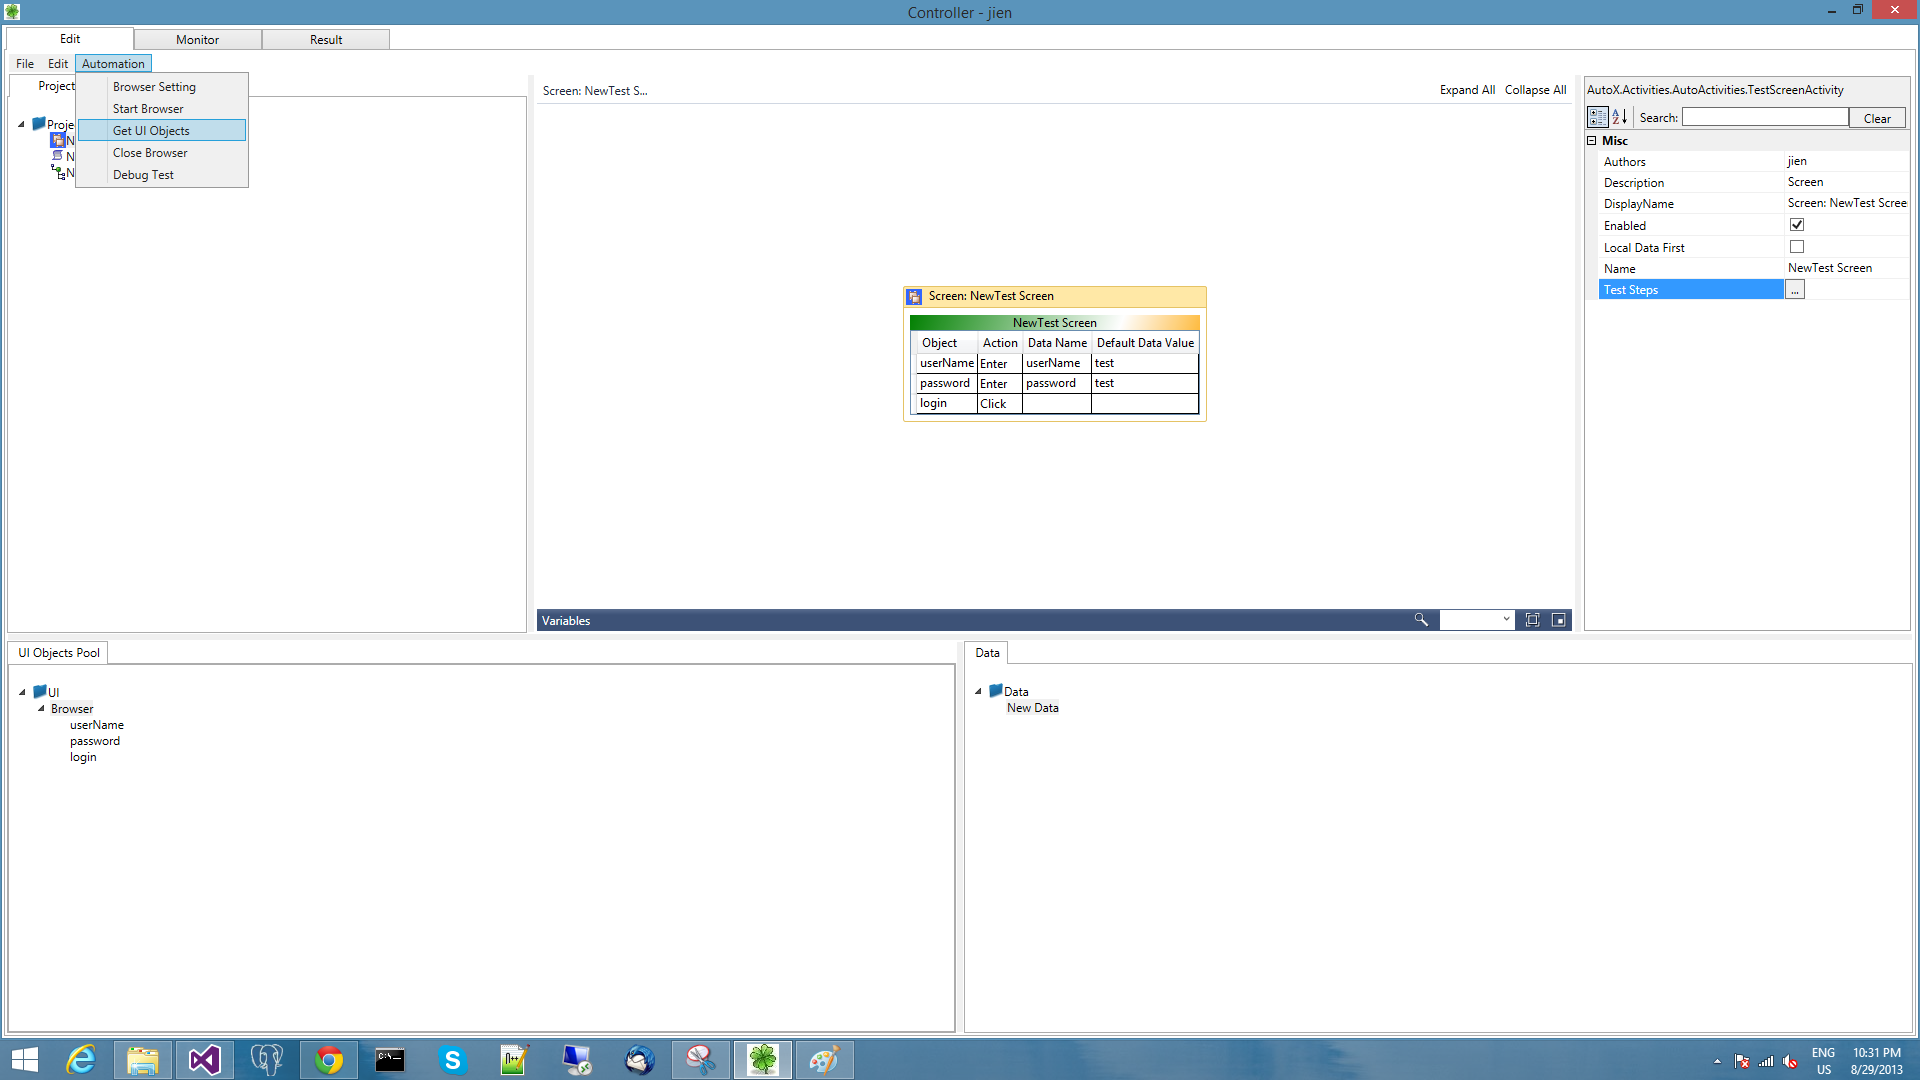 Controller - jien
Edit Monitor Result
File Edit Automation
Project
Browser Setting
Start Browser
Get UI Objects
Close Browser
Debug Test
Proje
N
N
N
Screen: NewTest S...
Expand All Collapse All
Screen: NewTest Screen
NewTest Screen
Object Action Data Name Default Data Value
userName Enter userName test
password Enter password test
login Click
Variables
AutoX.Activities.AutoActivities.TestScreenActivity
Search: Clear
Misc
Authors jien
Description Screen
DisplayName Screen: NewTest Scree
Enabled
Local Data First
Name NewTest Screen
Test Steps ...
UI Objects Pool
UI
Browser
userName
password
login
Data
Data
New Data
ENG 10:31 PM
US 8/29/2013